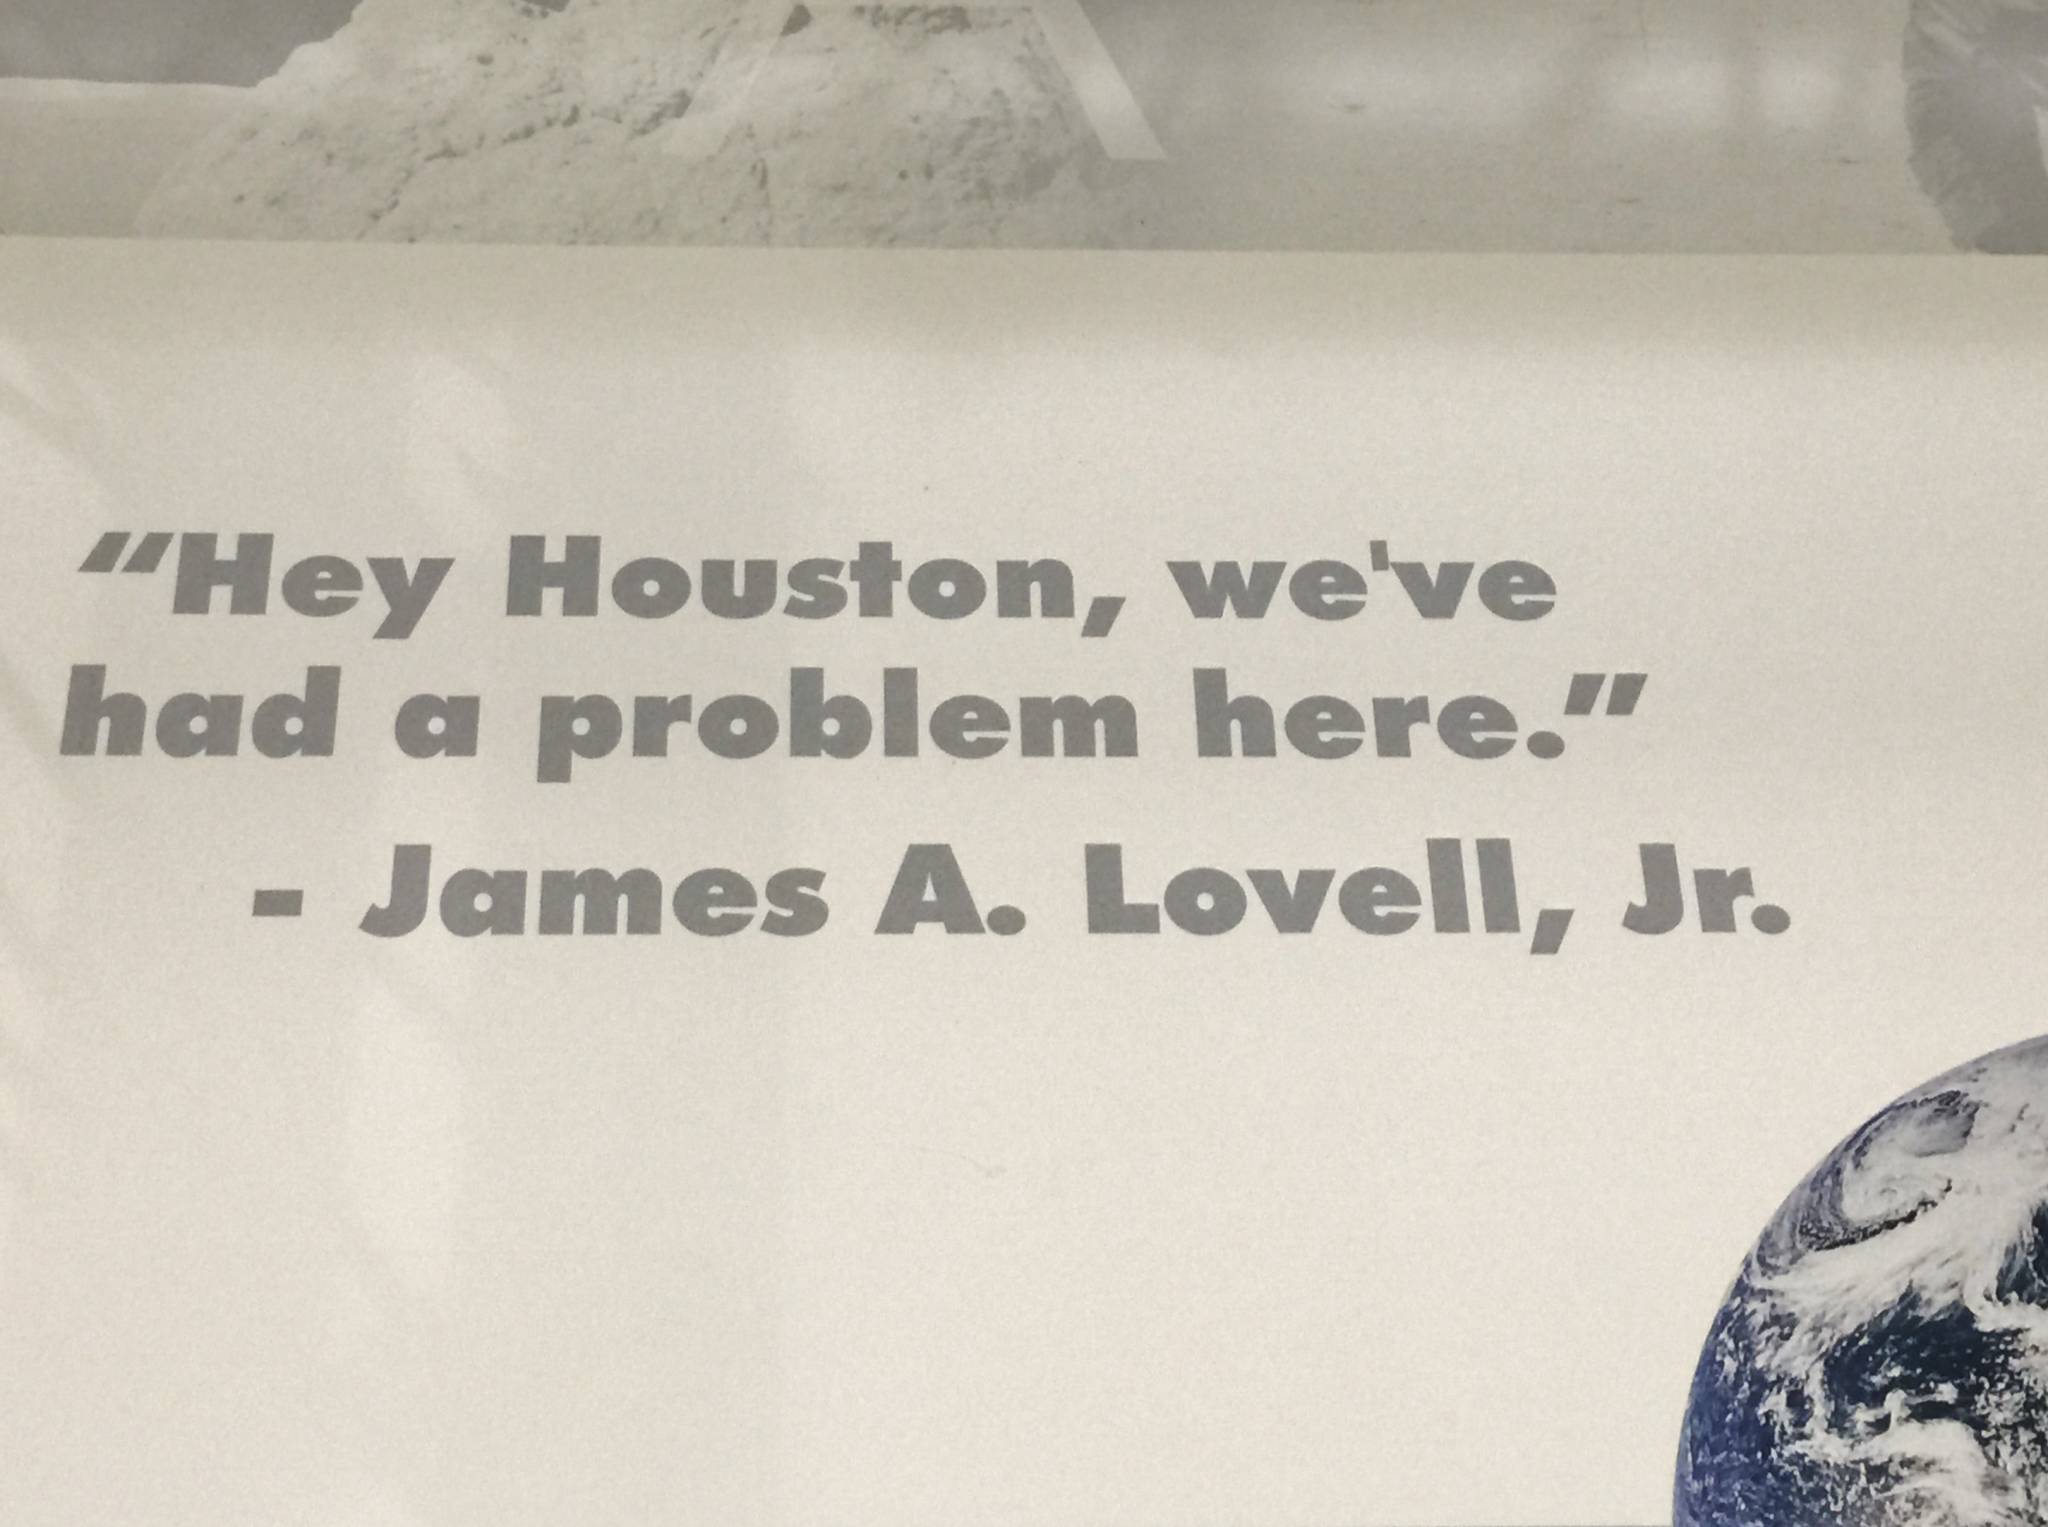 “Hey Houston, we've
had a problem here.”
- James A. Lovell, Jr.